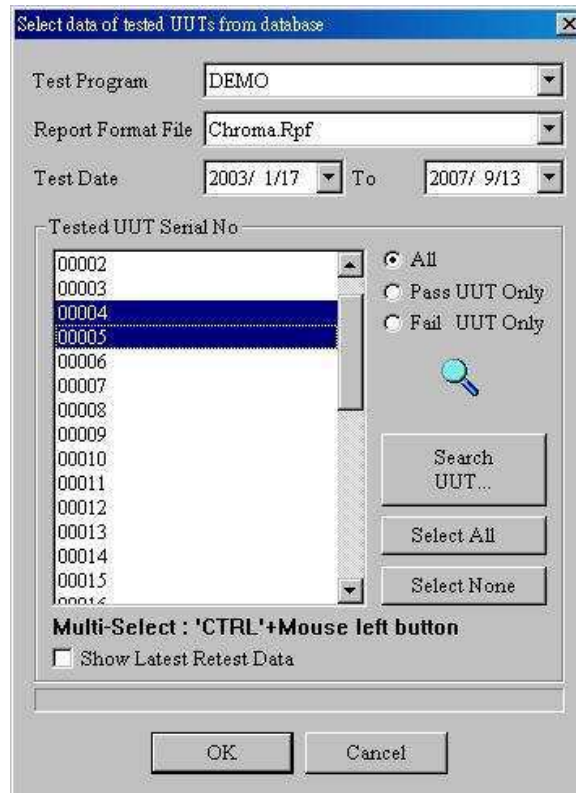 Select data of tested UUTs from database
Test Program DEMO
Report Format File Chroma.Rpf
Test Date 2003/ 1/17 To 2007/ 9/13
Tested UUT Serial No
00002
00003
00004
00005
00006
00007
00008
00009
00010
00011
00012
00013
00014
00015
All
Pass UUT Only
Fail UUT Only
Search
UUT...
Select All
Select None
Multi-Select : 'CTRL'+Mouse left button
Show Latest Retest Data
OK
Cancel